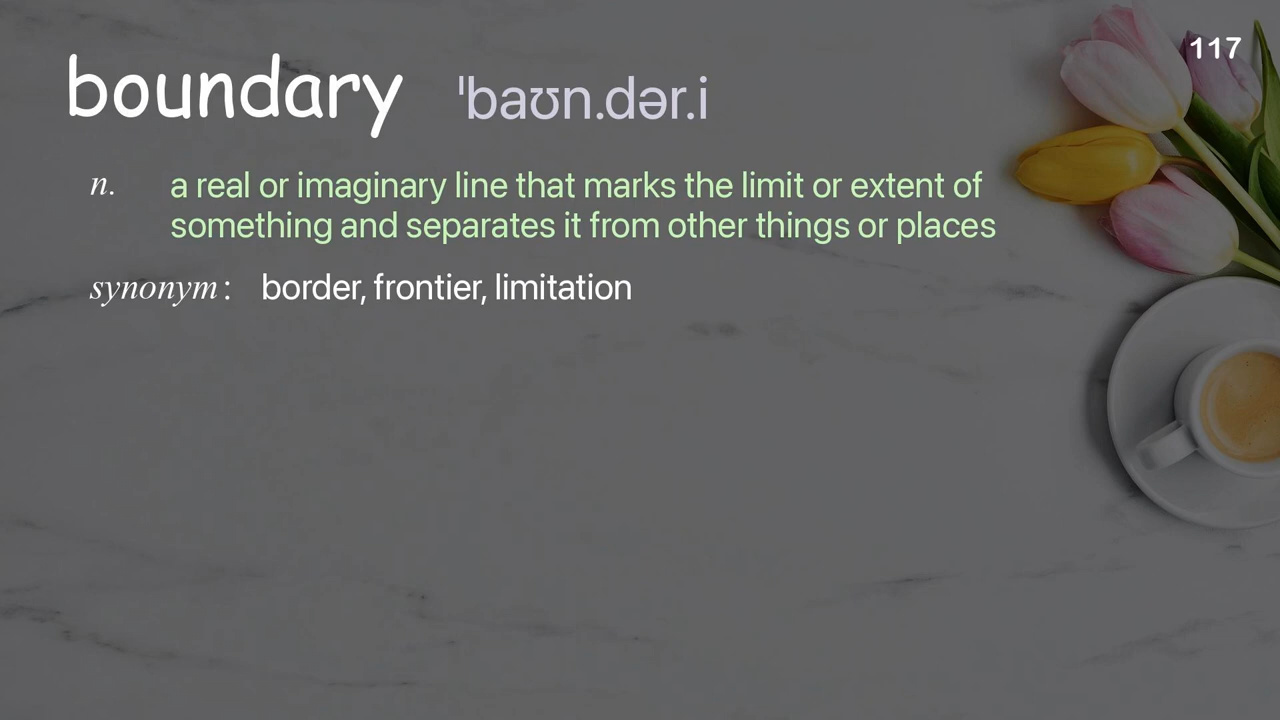 117
boundary ˈbaʊn.dər.i
n. a real or imaginary line that marks the limit or extent of
something and separates it from other things or places
synonym: border, frontier, limitation